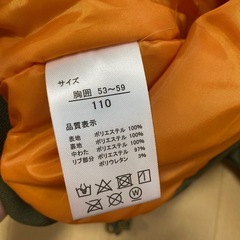 サイズ
胸囲 53～59
110
品質表示
表地 ポリエステル 100%
裏地 ポリエステル 100%
中わた ポリエステル 100%
リブ部分 ポリエステル 97%
ポリウレタン 3%